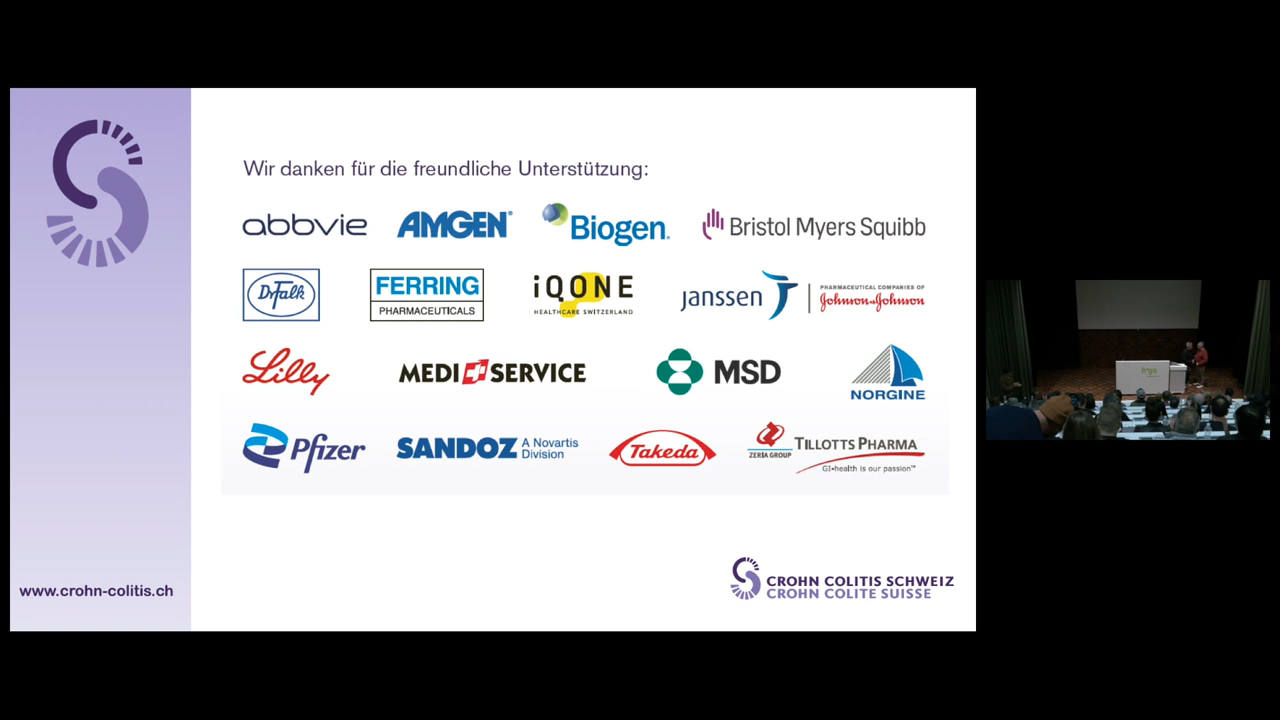 Wir danken für die freundliche Unterstützung:
abbvie AMGEN® Biogen. Bristol Myers Squibb
Dr Falk FERRING PHARMACEUTICALS iQONE HEALTHCARE SWITZERLAND janssen PHARMACEUTICAL COMPANIES OF Johnson & Johnson
Lilly MEDI SERVICE MSD NORGINE
Pfizer SANDOZ A Novartis Division Takeda ZERIA GROUP TILLOTTS PHARMA GI-health is our passion™
www.crohn-colitis.ch
CROHN COLITIS SCHWEIZ
CROHN COLITE SUISSE